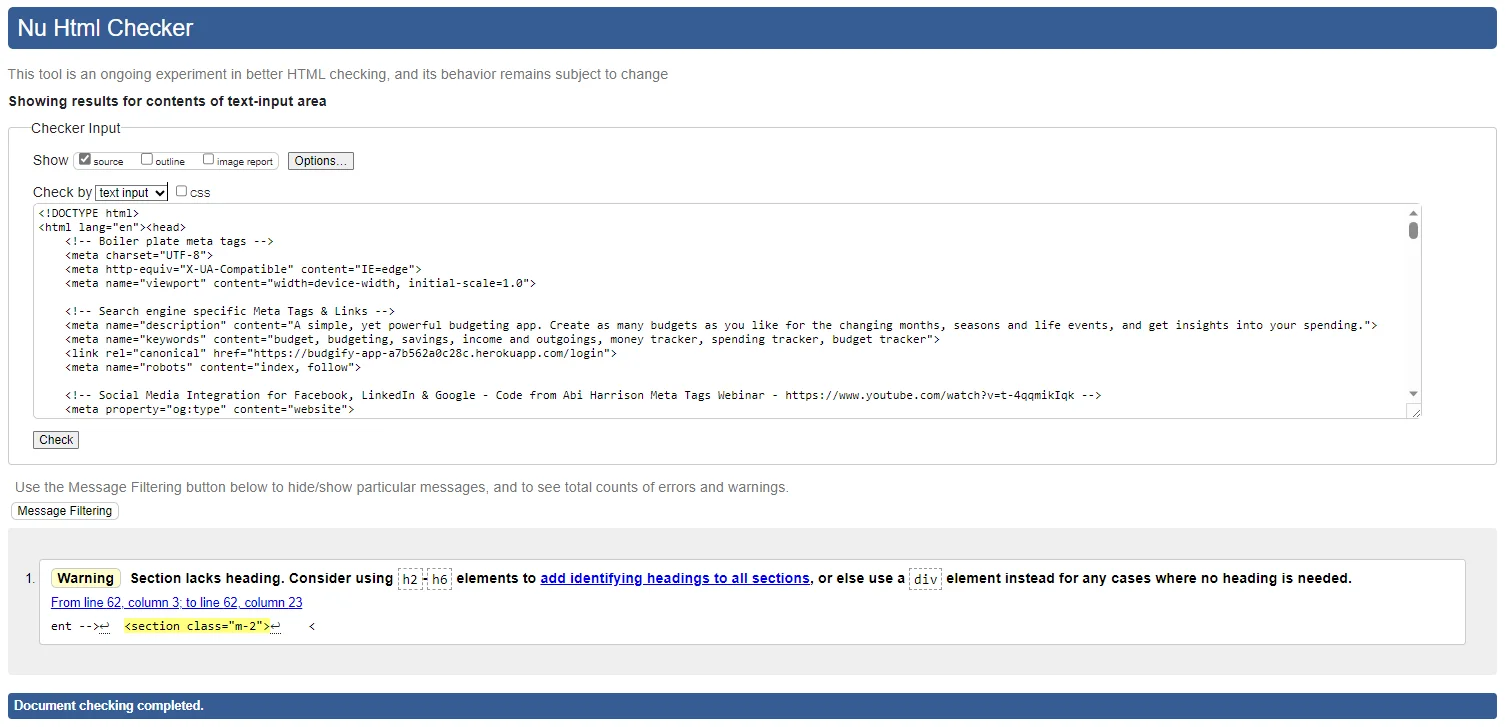 Nu Html Checker
This tool is an ongoing experiment in better HTML checking, and its behavior remains subject to change
Showing results for contents of text-input area
Checker Input
Show source outline image report Options...
Check by text input css
<!DOCTYPE html>
<html lang="en"><head>
<!-- Boiler plate meta tags -->
<meta charset="UTF-8">
<meta http-equiv="X-UA-Compatible" content="IE=edge">
<meta name="viewport" content="width=device-width, initial-scale=1.0">
<!-- Search engine specific Meta Tags & Links -->
<meta name="description" content="A simple, yet powerful budgeting app. Create as many budgets as you like for the changing months, seasons and life events, and get insights into your spending.">
<meta name="keywords" content="budget, budgeting, savings, income and outgoings, money tracker, spending tracker, budget tracker">
<link rel="canonical" href="https://budgify-app-a7b562a0c28c.herokuapp.com/login">
<meta name="robots" content="index, follow">
<!-- Social Media Integration for Facebook, LinkedIn & Google - Code from Abi Harrison Meta Tags Webinar - https://www.youtube.com/watch?v=t-4qqmikIqk -->
<meta property="og:type" content="website">
Check
Use the Message Filtering button below to hide/show particular messages, and to see total counts of errors and warnings.
Message Filtering
1. Warning Section lacks heading. Consider using h2-h6 elements to add identifying headings to all sections, or else use a div element instead for any cases where no heading is needed.
From line 62, column 3; to line 62, column 23
ent -->↩ <section class="m-2">↩ <
Document checking completed.